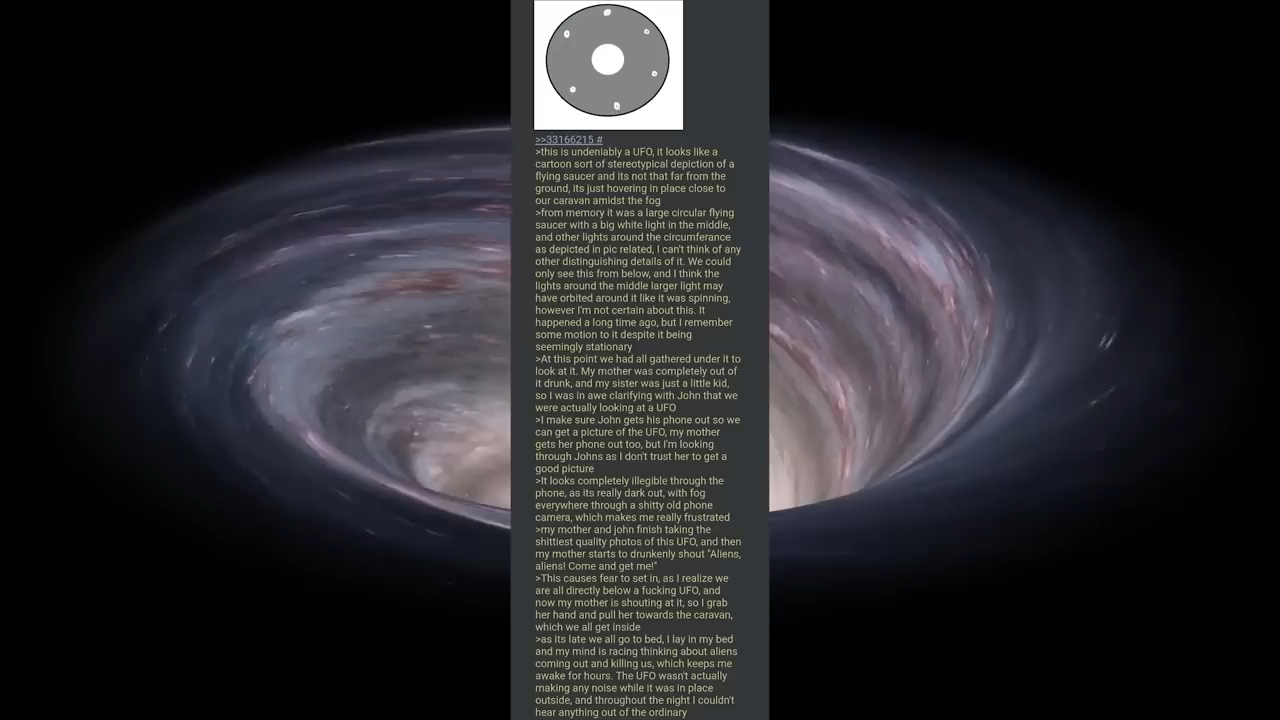 >>33166215 #
>this is undeniably a UFO, it looks like a
cartoon sort of stereotypical depiction of a
flying saucer and its not that far from the
ground, its just hovering in place close to
our caravan amidst the fog
>from memory it was a large circular flying
saucer with a big white light in the middle,
and other lights around the circumferance
as depicted in pic related, I can't think of any
other distinguishing details of it. We could
only see this from below, and I think the
lights around the middle larger light may
have orbited around it like it was spinning,
however I'm not certain about this. It
happened a long time ago, but I remember
some motion to it despite it being
seemingly stationary
>At this point we had all gathered under it to
look at it. My mother was completely out of
it drunk, and my sister was just a little kid,
so I was in awe clarifying with John that we
were actually looking at a UFO
>I make sure John gets his phone out so we
can get a picture of the UFO, my mother
gets her phone out too, but I'm looking
through Johns as I don't trust her to get a
good picture
>It looks completely illegible through the
phone, as its really dark out, with fog
everywhere through a shitty old phone
camera, which makes me really frustrated
>my mother and john finish taking the
shittiest quality photos of this UFO, and then
my mother starts to drunkenly shout "Aliens,
aliens! Come and get me!"
>This causes fear to set in, as I realize we
are all directly below a fucking UFO, and
now my mother is shouting at it, so I grab
her hand and pull her towards the caravan,
which we all get inside
>as its late we all go to bed, I lay in my bed
and my mind is racing thinking about aliens
coming out and killing us, which keeps me
awake for hours. The UFO wasn't actually
making any noise while it was in place
outside, and throughout the night I couldn't
hear anything out of the ordinary